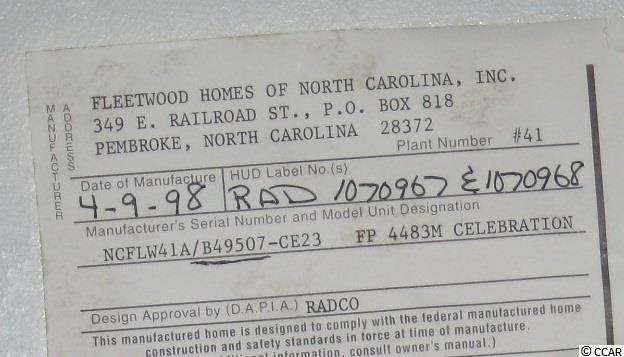 MANUFACTURER
ADDRESS
FLEETWOOD HOMES OF NORTH CAROLINA, INC.
349 E. RAILROAD ST., P.O. BOX 818
PEMBROKE, NORTH CAROLINA 28372
Plant Number #41
Date of Manufacture HUD Label No.(s)
4-9-98 RAD 1070967 & 1070968
Manufacturer's Serial Number and Model Unit Designation
NCFLW41A/B49507-CE23 FP 4483M CELEBRATION
Design Approval by (D.A.P.I.A.) RADCO
This manufactured home is designed to comply with the federal manufactured home
construction and safety standards in force at time of manufacture.
information, consult owner's manual.)
© CCAR